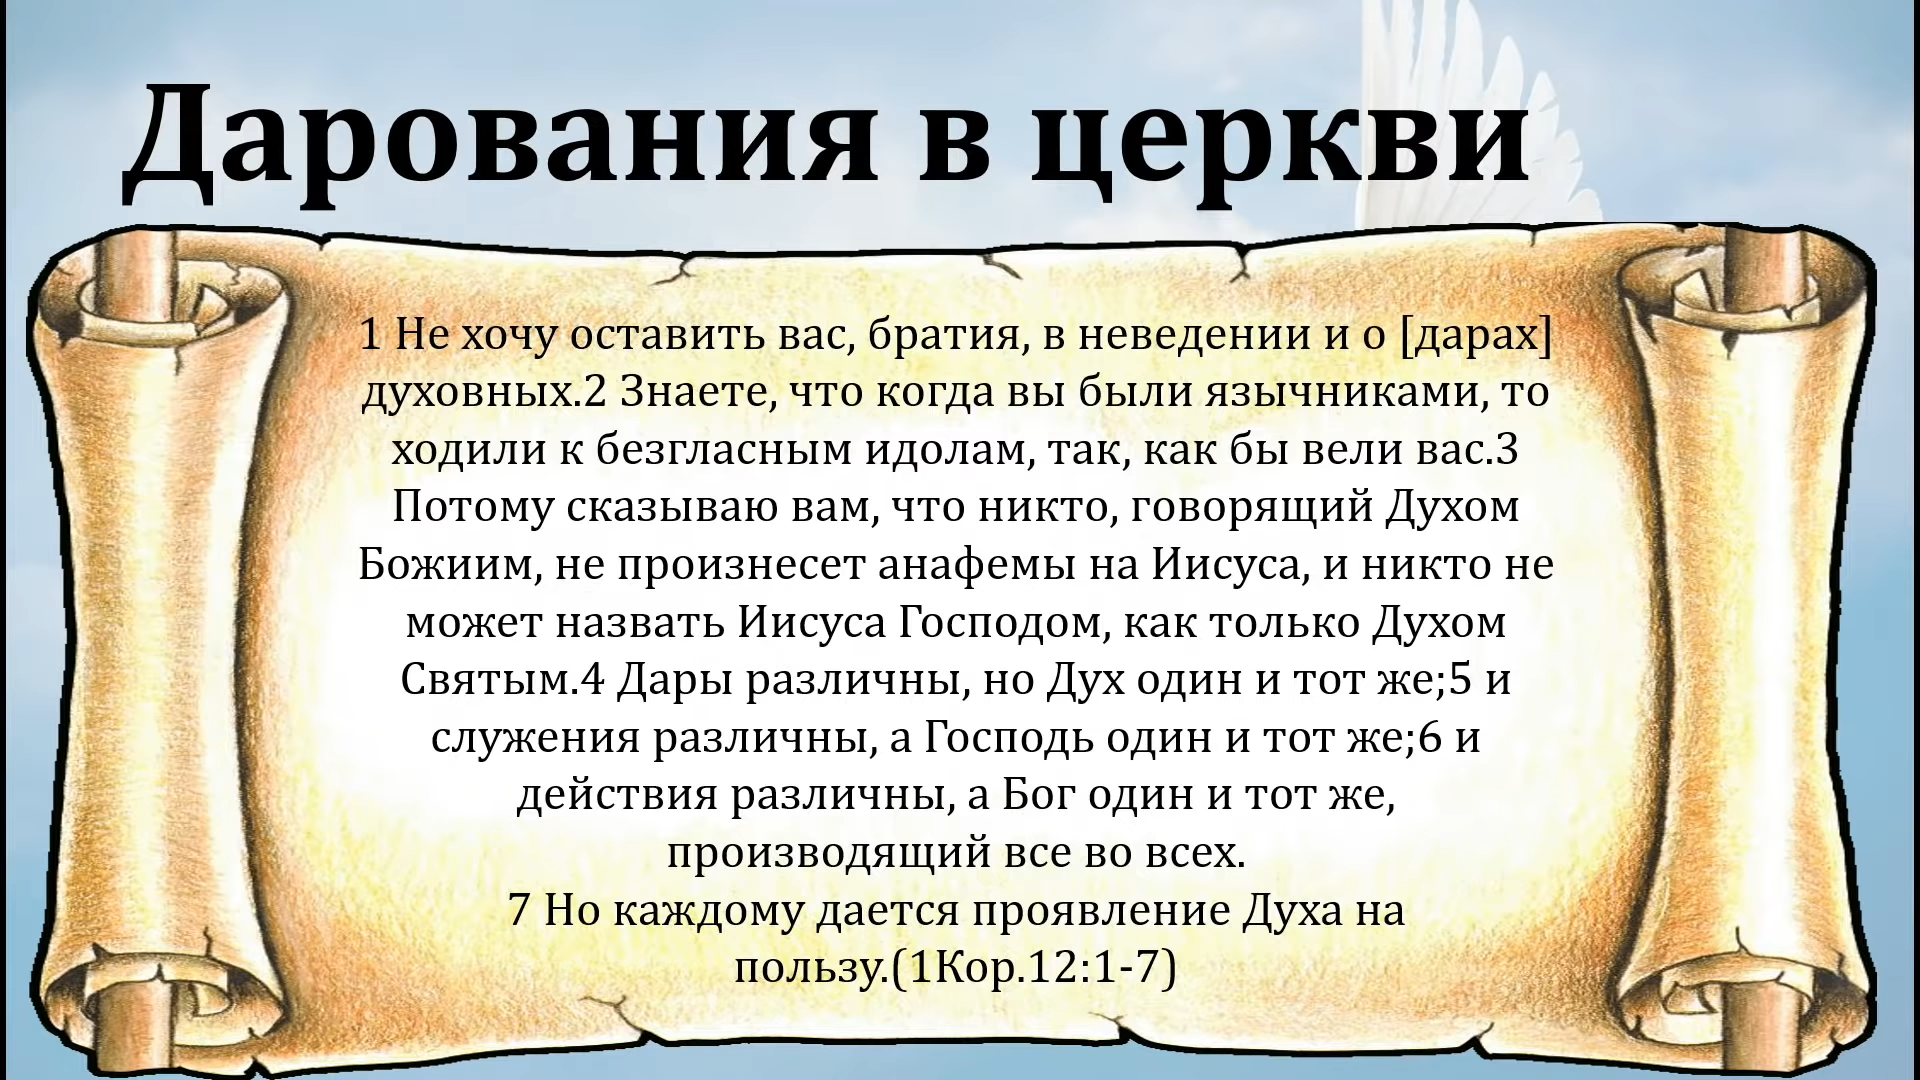 Дарования в церкви
1 Не хочу оставить вас, братия, в неведении и о [дарах]
духовных.2 Знаете, что когда вы были язычниками, то
ходили к безгласным идолам, так, как бы вели вас.3
Потому сказываю вам, что никто, говорящий Духом
Божиим, не произнесет анафемы на Иисуса, и никто не
может назвать Иисуса Господом, как только Духом
Святым.4 Дары различны, но Дух один и тот же;5 и
служения различны, а Господь один и тот же;6 и
действия различны, а Бог один и тот же,
производящий все во всех.
7 Но каждому дается проявление Духа на
пользу.(1Кор.12:1-7)